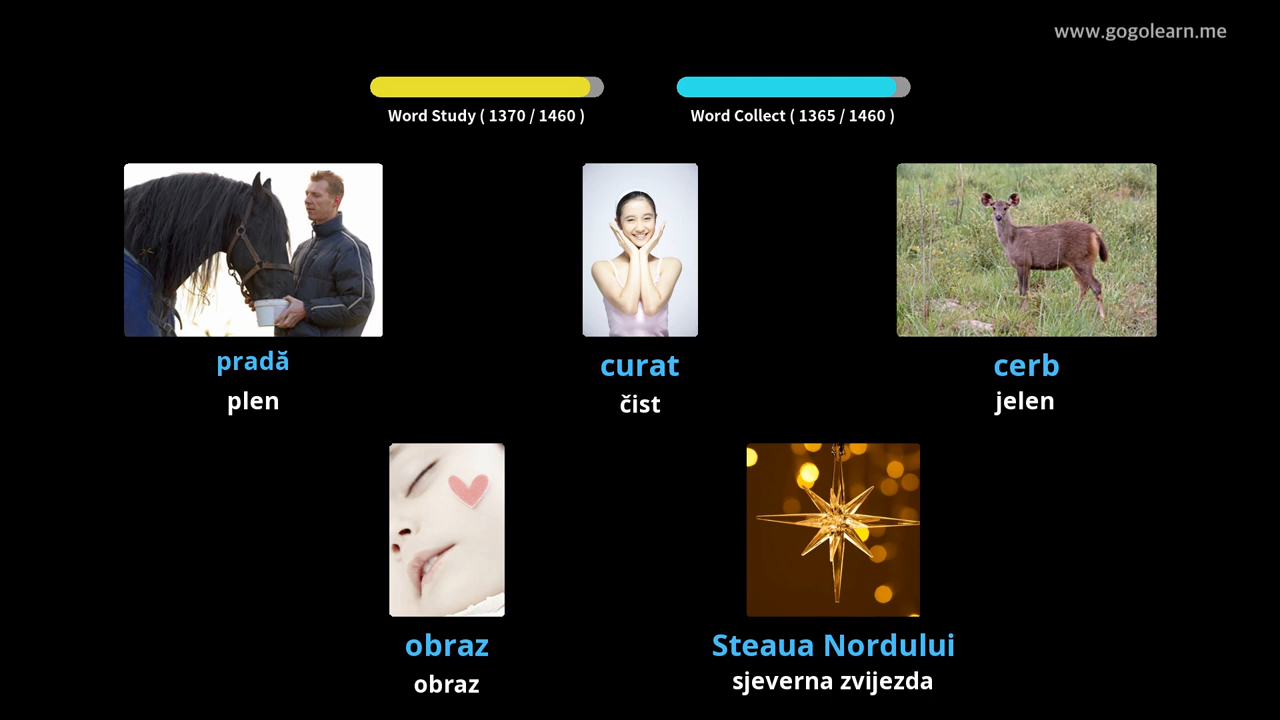 www.gogolearn.me
Word Study ( 1370 / 1460 )
Word Collect ( 1365 / 1460 )
pradă
curat
cerb
plen
čist
jelen
obraz
Steaua Nordului
obraz
sjeverna zvijezda